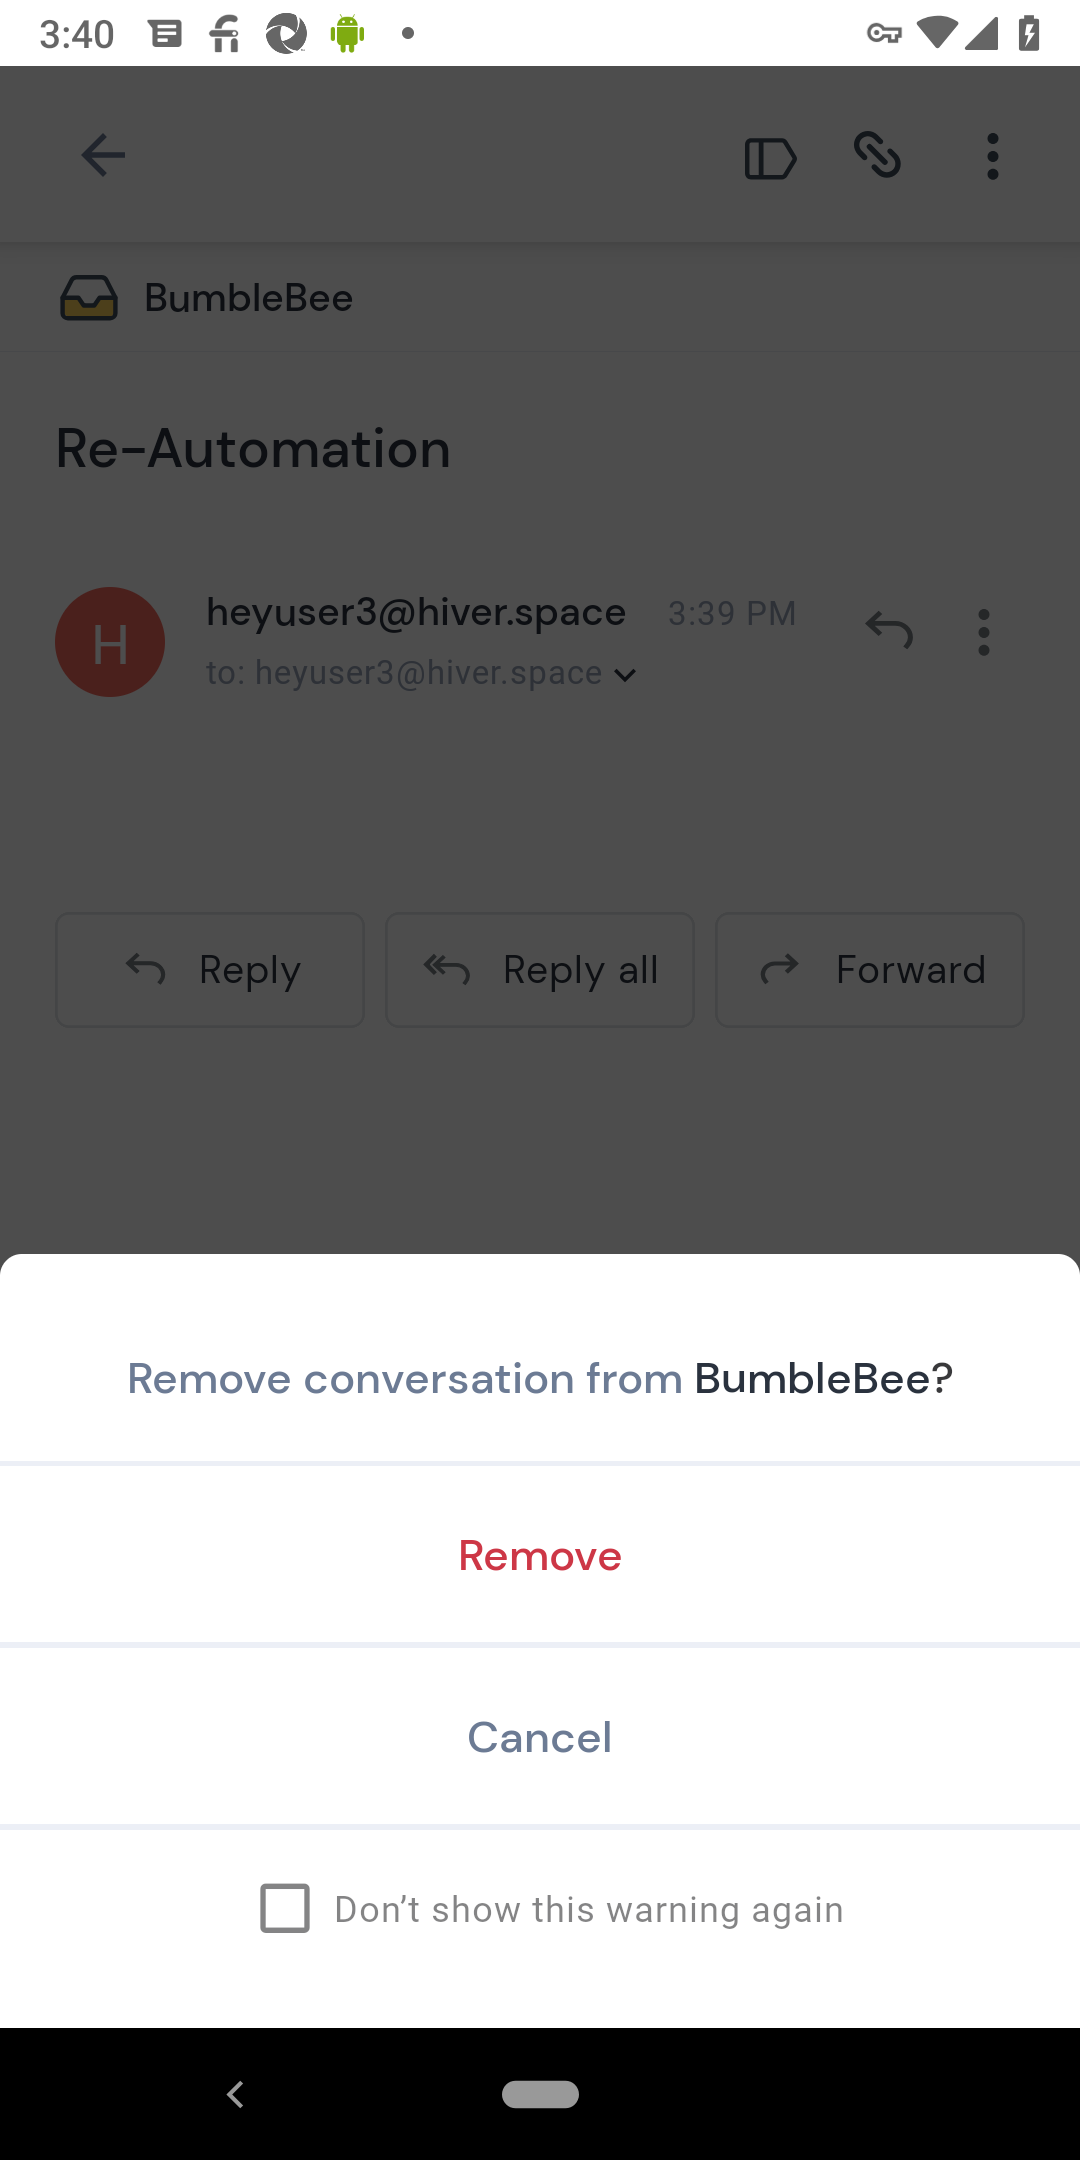 3:40
BumbleBee
Re-Automation
H
heyuser3@hiver.space 3:39 PM
to: heyuser3@hiver.space
Reply
Reply all
Forward
Remove conversation from BumbleBee?
Remove
Cancel
Don’t show this warning again